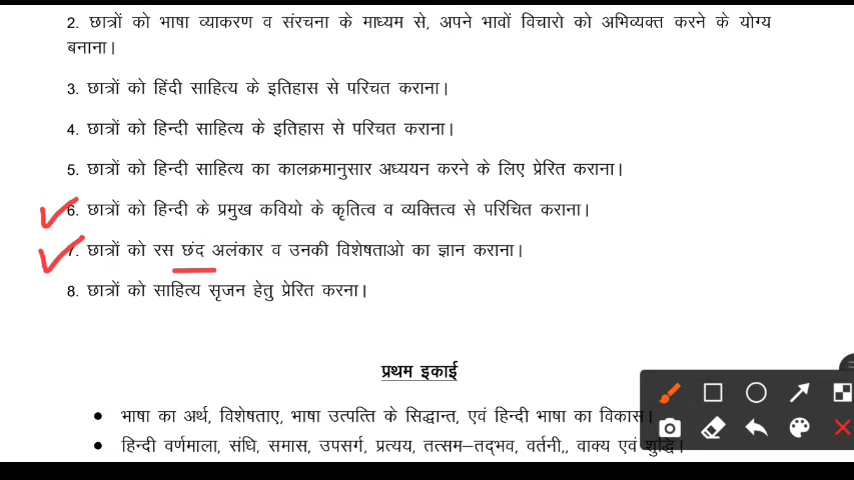 2. छात्रों को भाषा व्याकरण व संरचना के माध्यम से, अपने भावों विचारो को अभिव्यक्त करने के योग्य
बनाना।
3. छात्रों को हिंदी साहित्य के इतिहास से परिचत कराना।
4. छात्रों को हिन्दी साहित्य के इतिहास से परिचत कराना।
5. छात्रों को हिन्दी साहित्य का कालक्रमानुसार अध्ययन करने के लिए प्रेरित कराना।
6. छात्रों को हिन्दी के प्रमुख कवियो के कृतित्व व व्यक्तित्व से परिचित कराना।
7. छात्रों को रस छंद अलंकार व उनकी विशेषताओ का ज्ञान कराना।
8. छात्रों को साहित्य सृजन हेतु प्रेरित करना।
प्रथम इकाई
• भाषा का अर्थ, विशेषताए, भाषा उत्पत्ति के सिद्धान्त, एवं हिन्दी भाषा का विकास।
• हिन्दी वर्णमाला, संधि, समास, उपसर्ग, प्रत्यय, तत्सम–तद्भव, वर्तनी,, वाक्य एवं शुद्धि।